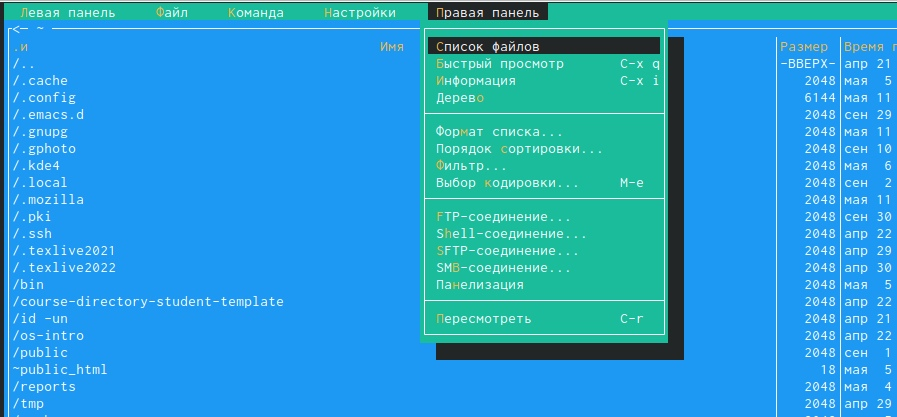 Левая панель Файл Команда Настройки Правая панель
<─ ~
.и Имя Размер Время
Список файлов
/.. -ВВЕРХ- апр 21
Быстрый просмотр C-x q
/.cache 2048 мая 5
Информация C-x i
/.config 6144 мая 11
Дерево
/.emacs.d 2048 сен 29
/.gnupg 2048 мая 11
Формат списка...
/.gphoto 2048 сен 10
Порядок сортировки...
/.kde4 2048 мая 6
Фильтр...
/.local 2048 сен 2
Выбор кодировки... M-e
/.mozilla 2048 мая 11
/.pki 2048 сен 30
FTP-соединение...
/.ssh 2048 апр 22
Shell-соединение...
/.texlive2021 2048 апр 29
SFTP-соединение...
/.texlive2022 2048 апр 30
SMB-соединение...
/bin 2048 мая 5
Панелизация
/course-directory-student-template 2048 апр 22
/id -un 2048 апр 21
Пересмотреть C-r
/os-intro 2048 апр 22
/public 2048 сен 1
~public_html 18 мая 5
/reports 2048 мая 4
/tmp 2048 апр 29